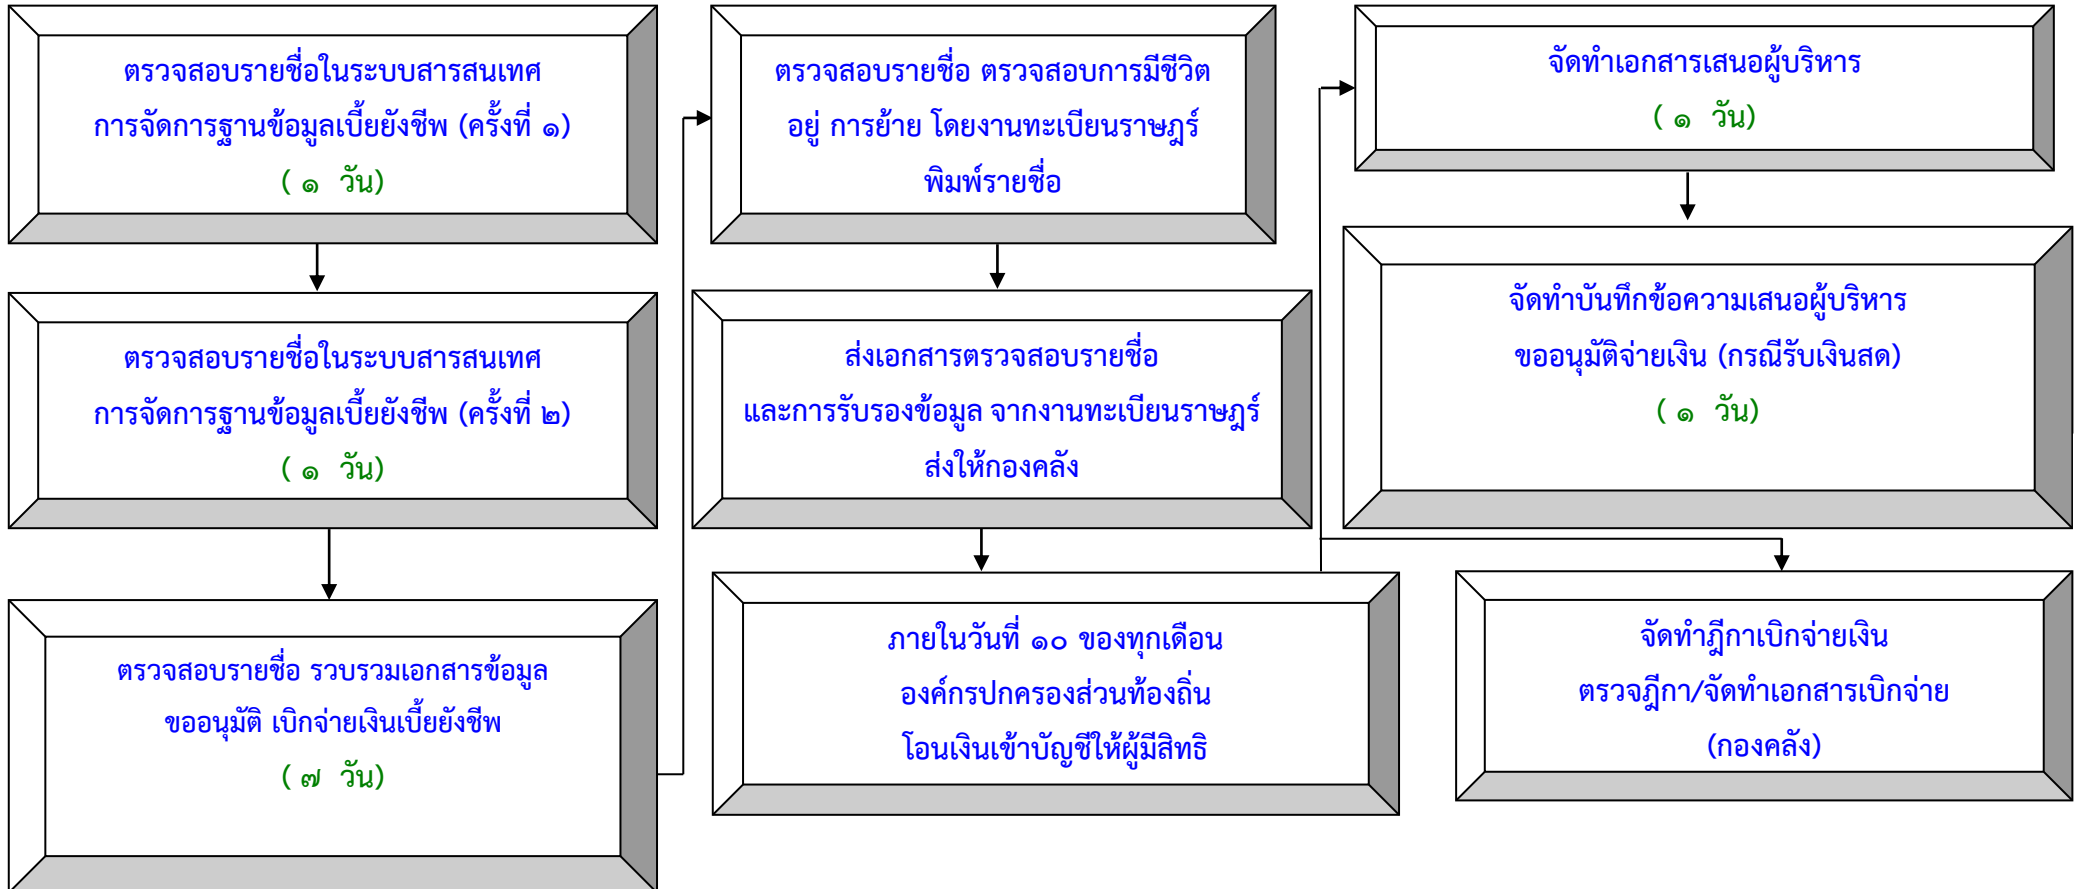 ตรวจสอบรายชื่อในระบบสารสนเทศ
การจัดการฐานข้อมูลเบี้ยยังชีพ (ครั้งที่ ๑)
( ๑ วัน)
ตรวจสอบรายชื่อในระบบสารสนเทศ
การจัดการฐานข้อมูลเบี้ยยังชีพ (ครั้งที่ ๒)
( ๑ วัน)
ตรวจสอบรายชื่อ รวบรวมเอกสารข้อมูล
ขออนุมัติ เบิกจ่ายเงินเบี้ยยังชีพ
( ๗ วัน)
ตรวจสอบรายชื่อ ตรวจสอบการมีชีวิต
อยู่ การย้าย โดยงานทะเบียนราษฎร์
พิมพ์รายชื่อ
ส่งเอกสารตรวจสอบรายชื่อ
และการรับรองข้อมูล จากงานทะเบียนราษฎร์
ส่งให้กองคลัง
ภายในวันที่ ๑๐ ของทุกเดือน
องค์กรปกครองส่วนท้องถิ่น
โอนเงินเข้าบัญชีให้ผู้มีสิทธิ
จัดทำเอกสารเสนอผู้บริหาร
( ๑ วัน)
จัดทำบันทึกข้อความเสนอผู้บริหาร
ขออนุมัติจ่ายเงิน (กรณีรับเงินสด)
( ๑ วัน)
จัดทำฎีกาเบิกจ่ายเงิน
ตรวจฎีกา/จัดทำเอกสารเบิกจ่าย
(กองคลัง)